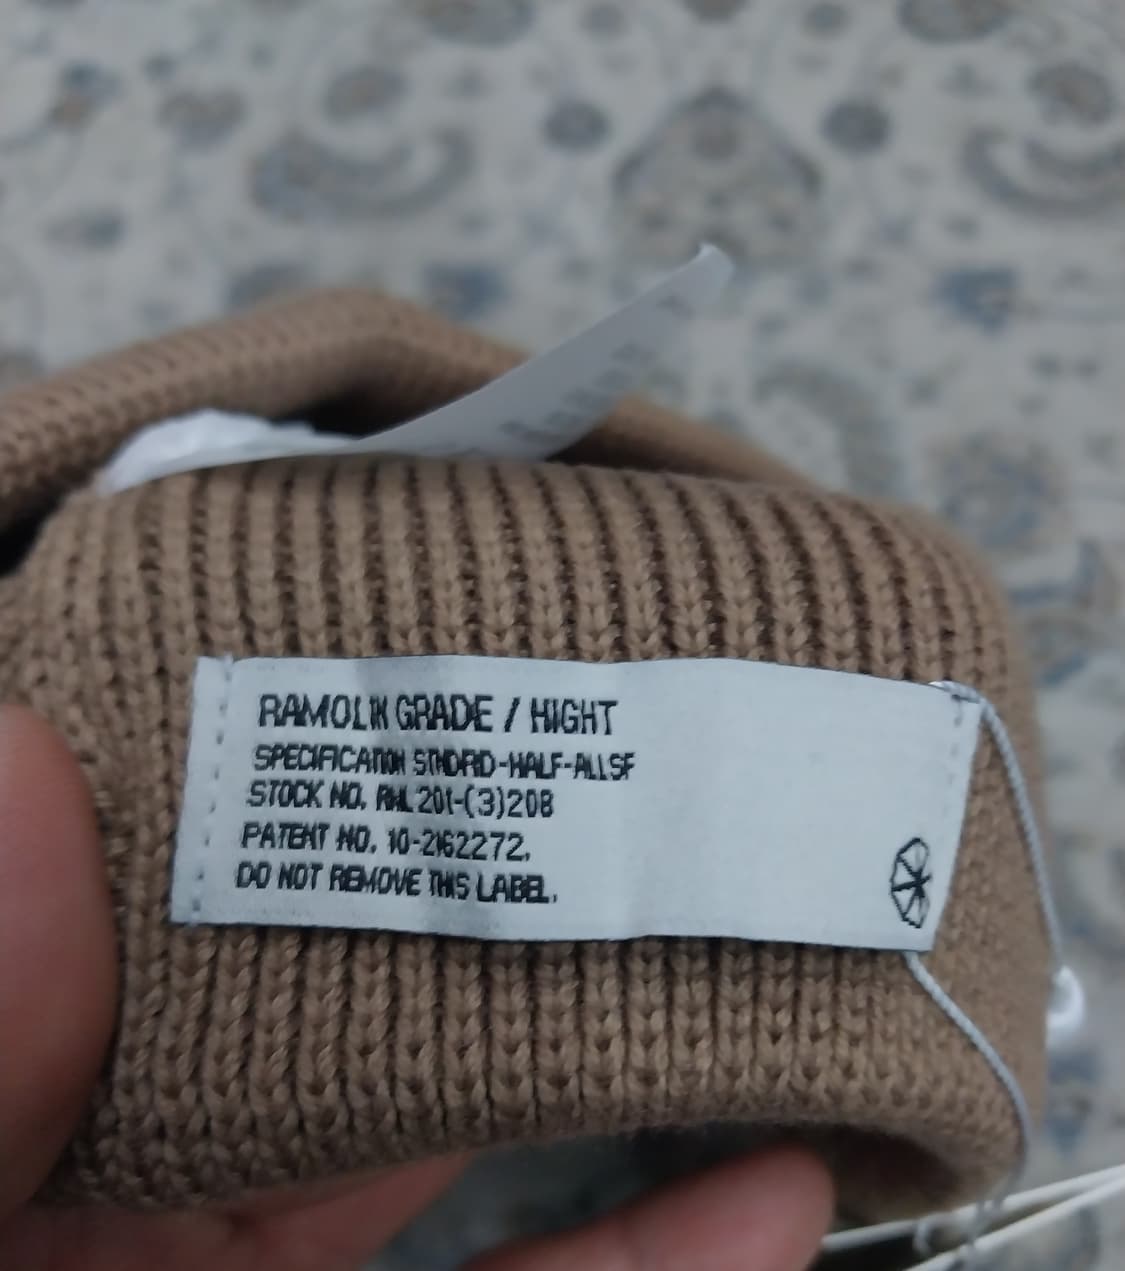 RAMOLIN GRADE / HIGHT
SPECIFICATION STNDRD-HALF-ALLSF
STOCK NO. RHL 201-(3)208
PATENT NO. 10-2162272.
DO NOT REMOVE THIS LABEL.